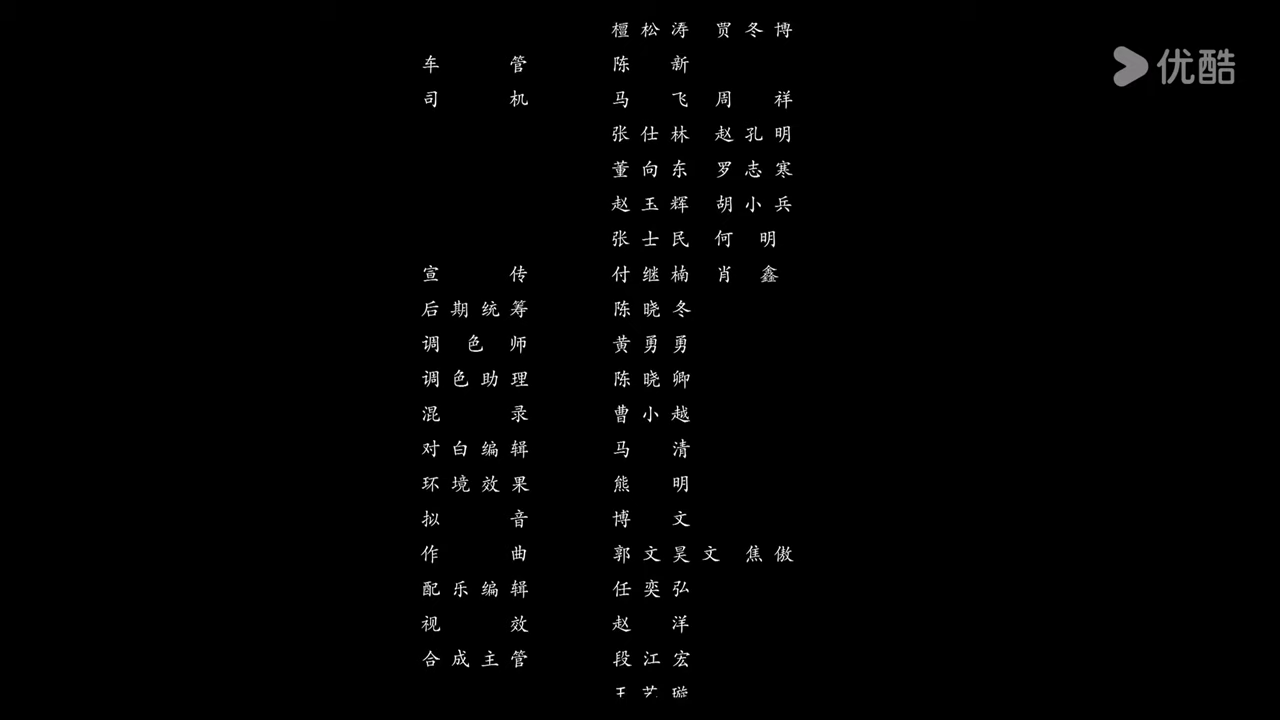 檀松涛 贾冬博
优酷
车管 陈新
司机 马飞 周祥
张仕林 赵孔明
董向东 罗志寒
赵玉辉 胡小兵
张士民 何明
宣传 付继楠 肖鑫
后期统筹 陈晓冬
调色师 黄勇勇
调色助理 陈晓卿
混录 曹小越
对白编辑 马清
环境效果 熊明
拟音 博文
作曲 郭文昊文 焦傲
配乐编辑 任奕弘
视效 赵洋
合成主管 段江宏
王艺璇